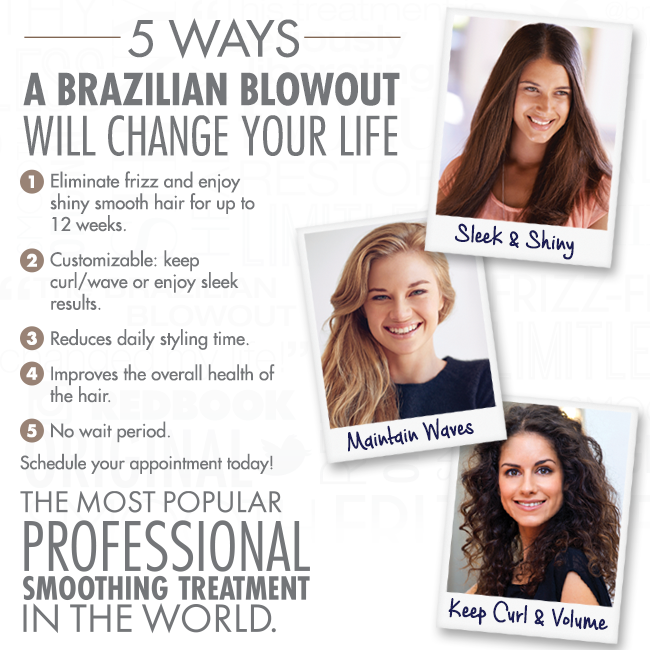 5 WAYS
A BRAZILIAN BLOWOUT
WILL CHANGE YOUR LIFE
1 Eliminate frizz and enjoy
shiny smooth hair for up to
12 weeks.
2 Customizable: keep
curl/wave or enjoy sleek
results.
3 Reduces daily styling time.
4 Improves the overall health of
the hair.
5 No wait period.
Schedule your appointment today!
THE MOST POPULAR
PROFESSIONAL
SMOOTHING TREATMENT
IN THE WORLD.
Sleek & Shiny
Maintain Waves
Keep Curl & Volume
REDBOOK
ORIGINAL